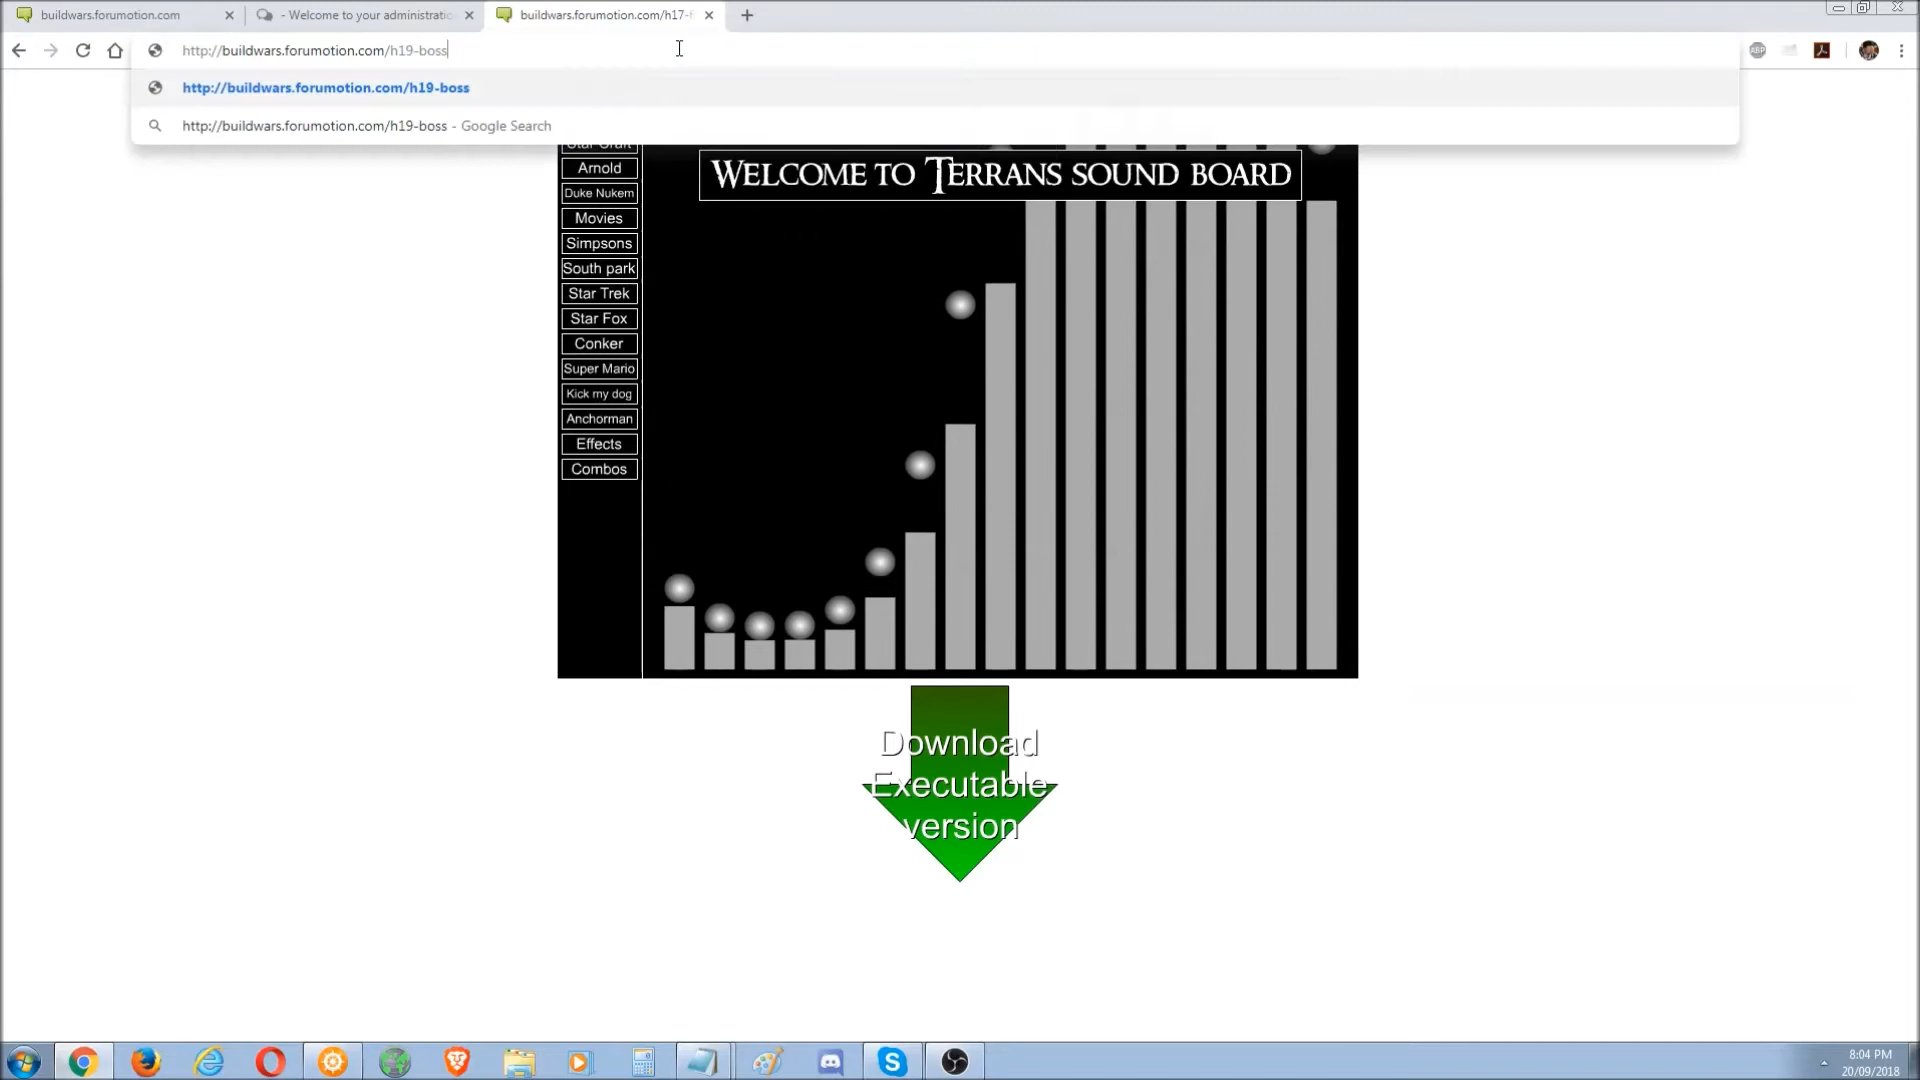 buildwars.forumotion.com
- Welcome to your administratio
buildwars.forumotion.com/h17-f
http://buildwars.forumotion.com/h19-boss
http://buildwars.forumotion.com/h19-boss
http://buildwars.forumotion.com/h19-boss - Google Search
ABP
Star Craft
Arnold
Duke Nukem
Movies
Simpsons
South park
Star Trek
Star Fox
Conker
Super Mario
Kick my dog
Anchorman
Effects
Combos
Welcome to Terrans sound board
Download
Executable
version
8:04 PM
20/09/2018